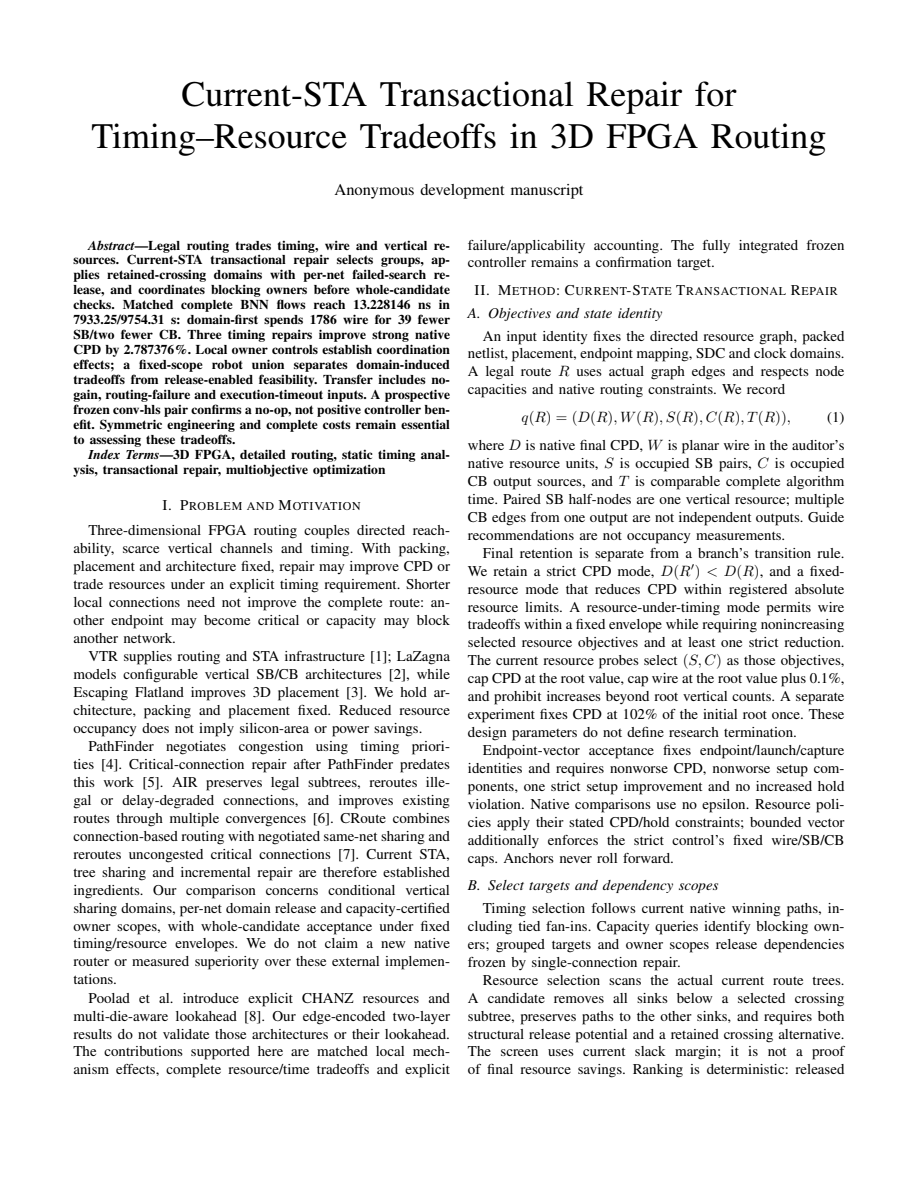 Current-STA Transactional Repair for
Timing–Resource Tradeoffs in 3D FPGA Routing
Anonymous development manuscript
Abstract—Legal routing trades timing, wire and vertical re-
sources. Current-STA transactional repair selects groups, ap-
plies retained-crossing domains with per-net failed-search re-
lease, and coordinates blocking owners before whole-candidate
checks. Matched complete BNN flows reach 13.228146 ns in
7933.25/9754.31 s: domain-first spends 1786 wire for 39 fewer
SB/two fewer CB. Three timing repairs improve strong native
CPD by 2.787376%. Local owner controls establish coordination
effects; a fixed-scope robot union separates domain-induced
tradeoffs from release-enabled feasibility. Transfer includes no-
gain, routing-failure and execution-timeout inputs. A prospective
frozen conv-hls pair confirms a no-op, not positive controller ben-
efit. Symmetric engineering and complete costs remain essential
to assessing these tradeoffs.
Index Terms—3D FPGA, detailed routing, static timing anal-
ysis, transactional repair, multiobjective optimization
I. PROBLEM AND MOTIVATION
Three-dimensional FPGA routing couples directed reach-
ability, scarce vertical channels and timing. With packing,
placement and architecture fixed, repair may improve CPD or
trade resources under an explicit timing requirement. Shorter
local connections need not improve the complete route: an-
other endpoint may become critical or capacity may block
another network.
VTR supplies routing and STA infrastructure [1]; LaZagna
models configurable vertical SB/CB architectures [2], while
Escaping Flatland improves 3D placement [3]. We hold ar-
chitecture, packing and placement fixed. Reduced resource
occupancy does not imply silicon-area or power savings.
PathFinder negotiates congestion using timing priori-
ties [4]. Critical-connection repair after PathFinder predates
this work [5]. AIR preserves legal subtrees, reroutes ille-
gal or delay-degraded connections, and improves existing
routes through multiple convergences [6]. CRoute combines
connection-based routing with negotiated same-net sharing and
reroutes uncongested critical connections [7]. Current STA,
tree sharing and incremental repair are therefore established
ingredients. Our comparison concerns conditional vertical
sharing domains, per-net domain release and capacity-certified
owner scopes, with whole-candidate acceptance under fixed
timing/resource envelopes. We do not claim a new native
router or measured superiority over these external implemen-
tations.
Poolad et al. introduce explicit CHANZ resources and
multi-die-aware lookahead [8]. Our edge-encoded two-layer
results do not validate those architectures or their lookahead.
The contributions supported here are matched local mech-
anism effects, complete resource/time tradeoffs and explicit
failure/applicability accounting. The fully integrated frozen
controller remains a confirmation target.
II. METHOD: CURRENT-STATE TRANSACTIONAL REPAIR
A. Objectives and state identity
An input identity fixes the directed resource graph, packed
netlist, placement, endpoint mapping, SDC and clock domains.
A legal route R uses actual graph edges and respects node
capacities and native routing constraints. We record
q(R) = (D(R), W(R), S(R), C(R), T(R)), (1)
where D is native final CPD, W is planar wire in the auditor's
native resource units, S is occupied SB pairs, C is occupied
CB output sources, and T is comparable complete algorithm
time. Paired SB half-nodes are one vertical resource; multiple
CB edges from one output are not independent outputs. Guide
recommendations are not occupancy measurements.
Final retention is separate from a branch's transition rule.
We retain a strict CPD mode, D(R′) < D(R), and a fixed-
resource mode that reduces CPD within registered absolute
resource limits. A resource-under-timing mode permits wire
tradeoffs within a fixed envelope while requiring nonincreasing
selected resource objectives and at least one strict reduction.
The current resource probes select (S, C) as those objectives,
cap CPD at the root value, cap wire at the root value plus 0.1%,
and prohibit increases beyond root vertical counts. A separate
experiment fixes CPD at 102% of the initial root once. These
design parameters do not define research termination.
Endpoint-vector acceptance fixes endpoint/launch/capture
identities and requires nonworse CPD, nonworse setup com-
ponents, one strict setup improvement and no increased hold
violation. Native comparisons use no epsilon. Resource poli-
cies apply their stated CPD/hold constraints; bounded vector
additionally enforces the strict control's fixed wire/SB/CB
caps. Anchors never roll forward.
B. Select targets and dependency scopes
Timing selection follows current native winning paths, in-
cluding tied fan-ins. Capacity queries identify blocking own-
ers; grouped targets and owner scopes release dependencies
frozen by single-connection repair.
Resource selection scans the actual current route trees.
A candidate removes all sinks below a selected crossing
subtree, preserves paths to the other sinks, and requires both
structural release potential and a retained crossing alternative.
The screen uses current slack margin; it is not a proof
of final resource savings. Ranking is deterministic: released